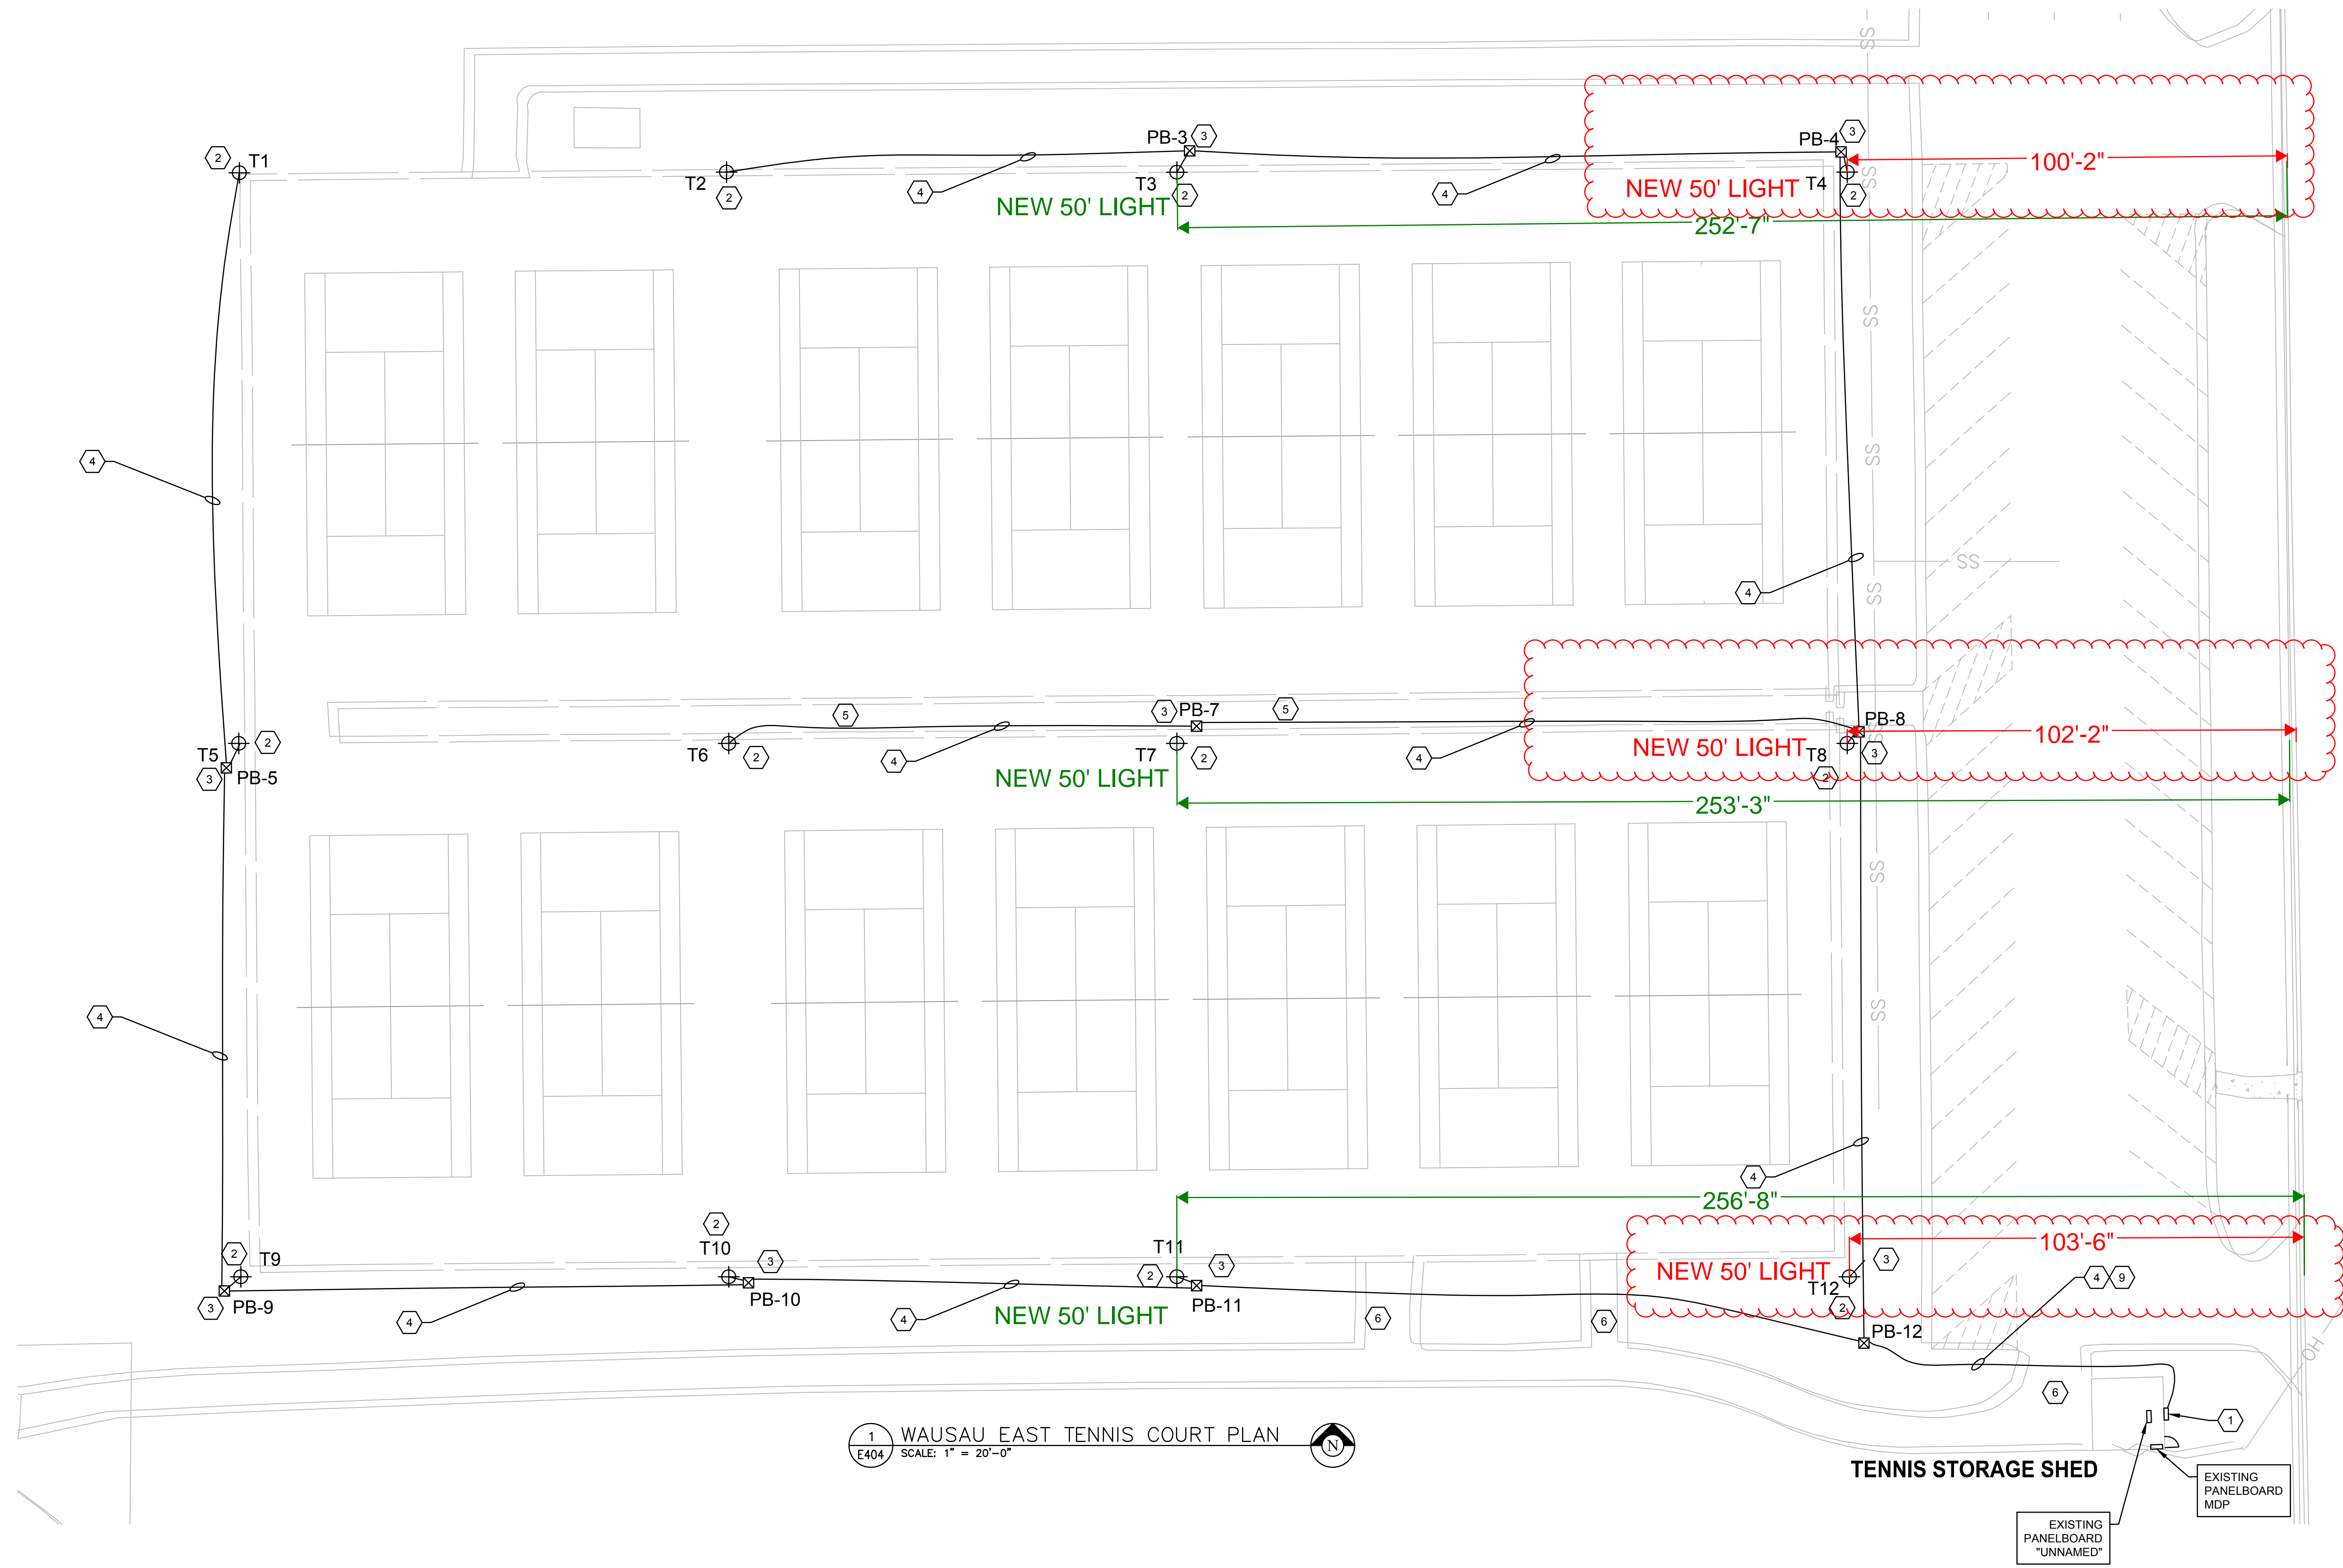 SS
PB-3
3
PB-4
3
2
T1
T2
2
4
T3
2
4
NEW 50' LIGHT
NEW 50' LIGHT
T4
2
100'-2"
SS
252'-7"
SS
4
SS
SS
4
SS
3
PB-7
5
5
PB-8
T5
2
3
PB-5
T6
2
4
T7
2
4
NEW 50' LIGHT
NEW 50' LIGHT
T8
2
3
102'-2"
SS
253'-3"
SS
4
SS
4
256'-8"
2
T9
2
T10
3
T11
2
3
NEW 50' LIGHT
T12
2
3
103'-6"
4
9
3
PB-9
4
PB-10
4
NEW 50' LIGHT
PB-11
6
6
PB-12
OH
6
1
1
E404
WAUSAU EAST TENNIS COURT PLAN
SCALE: 1" = 20'-0"
N
TENNIS STORAGE SHED
EXISTING
PANELBOARD
MDP
EXISTING
PANELBOARD
"UNNAMED"